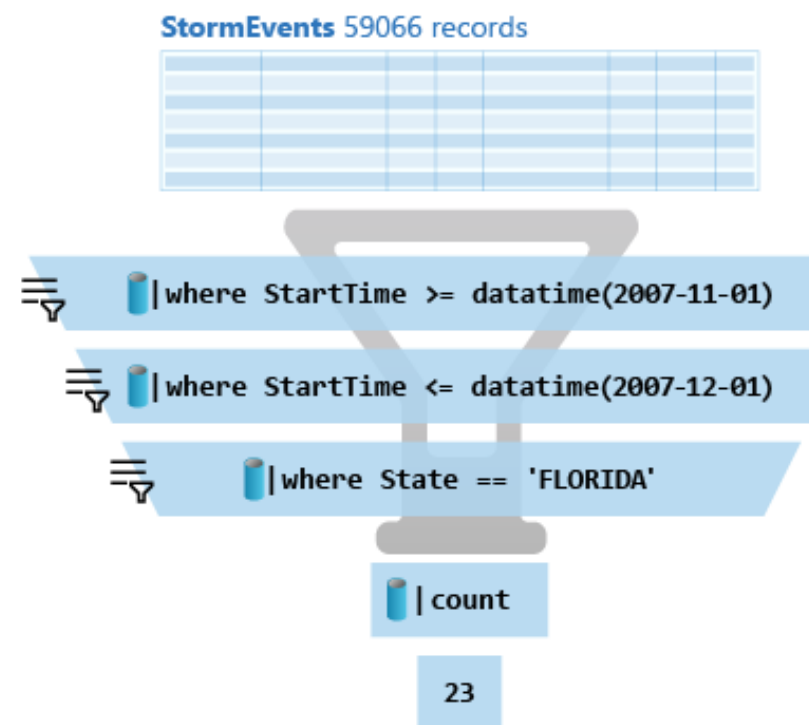 StormEvents 59066 records
|where StartTime >= datatime(2007-11-01)
|where StartTime <= datatime(2007-12-01)
|where State == 'FLORIDA'
|count
23